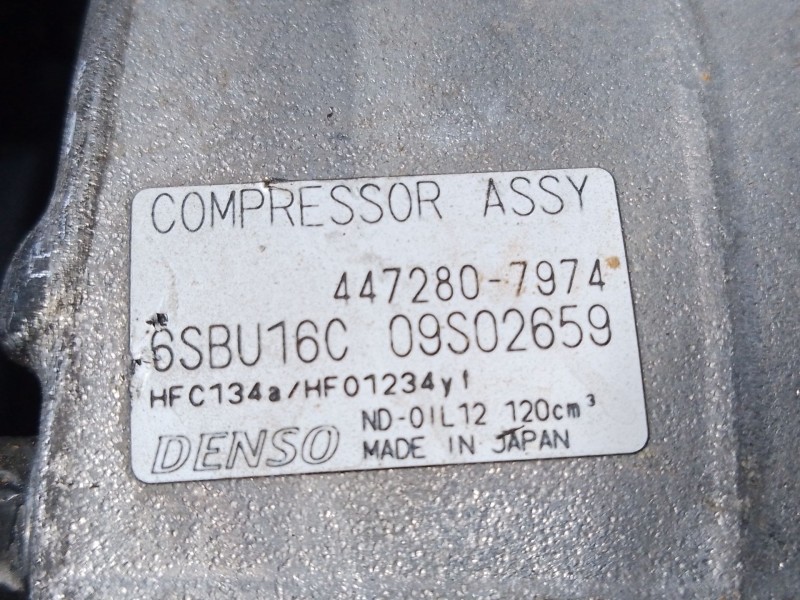 COMPRESSOR ASSY
447280-7974
6SBU16C 09S02659
HFC134a/HFO1234yf
ND-OIL12 120cm³
DENSO MADE IN JAPAN